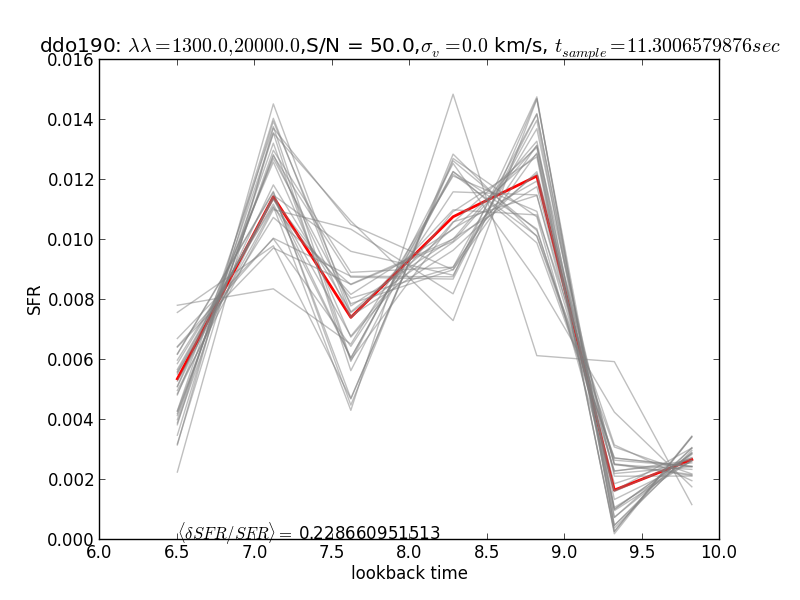 ddo190: λλ=1300.0,20000.0,S/N = 50.0,σ_v=0.0 km/s, t_sample=11.3006579876sec
0.016
0.014
0.012
0.010
0.008
0.006
0.004
0.002
0.000
SFR
⟨δSFR/SFR⟩= 0.228660951513
6.0 6.5 7.0 7.5 8.0 8.5 9.0 9.5 10.0
lookback time